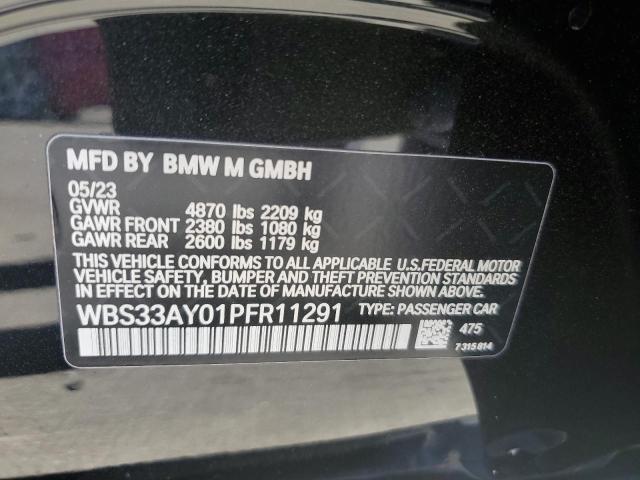 MFD BY BMW M GMBH
05/23
GVWR 4870 lbs 2209 kg
GAWR FRONT 2380 lbs 1080 kg
GAWR REAR 2600 lbs 1179 kg
THIS VEHICLE CONFORMS TO ALL APPLICABLE U.S.FEDERAL MOTOR
VEHICLE SAFETY, BUMPER AND THEFT PREVENTION STANDARDS
IN EFFECT ON THE DATE OF MANUFACTURE SHOWN ABOVE.
WBS33AY01PFR11291 TYPE: PASSENGER CAR
475
7 315 814